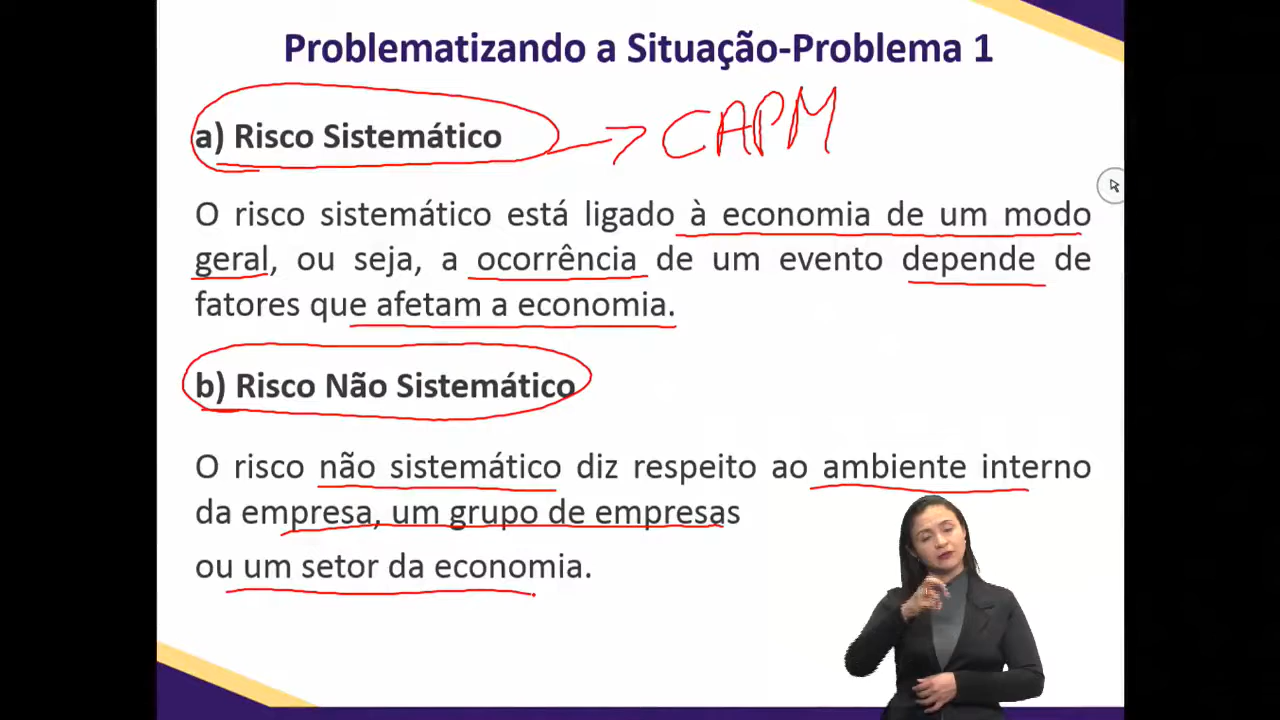 Problematizando a Situação-Problema 1
a) Risco Sistemático → CAPM
O risco sistemático está ligado à economia de um modo
geral, ou seja, a ocorrência de um evento depende de
fatores que afetam a economia.
b) Risco Não Sistemático
O risco não sistemático diz respeito ao ambiente interno
da empresa, um grupo de empresas
ou um setor da economia.